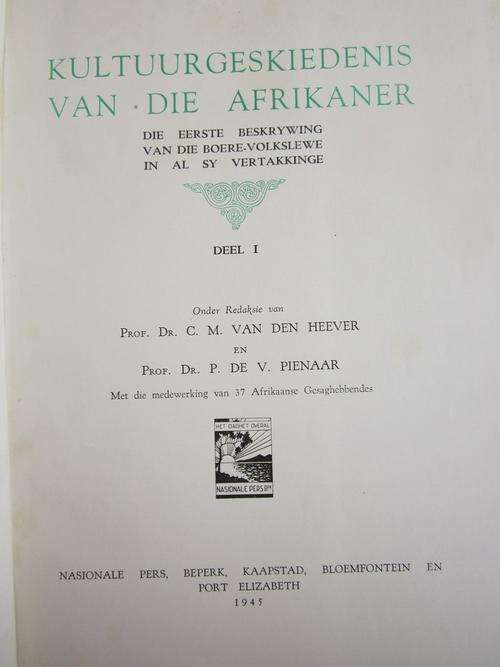 KULTUURGESKIEDENIS
VAN DIE AFRIKANER
DIE EERSTE BESKRYWING
VAN DIE BOERE-VOLKSLEWE
IN AL SY VERTAKKINGE
DEEL I
Onder Redaksie van
PROF. DR. C. M. VAN DEN HEEVER
EN
PROF. DR. P. DE V. PIENAAR
Met die medewerking van 37 Afrikaanse Gesaghebbendes
HET DAGHET OVERAL
NASIONALE PERS BPK
NASIONALE PERS, BEPERK, KAAPSTAD, BLOEMFONTEIN EN
PORT ELIZABETH
1945